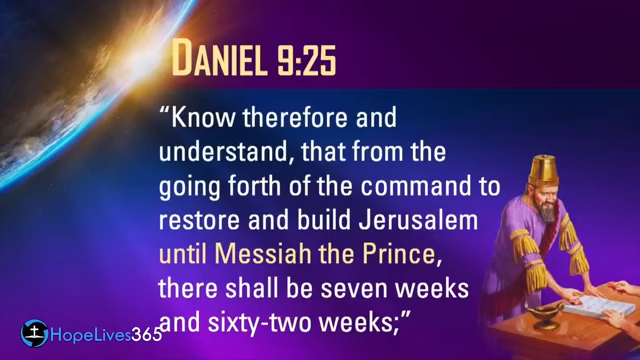 DANIEL 9:25
“Know therefore and
understand, that from the
going forth of the command to
restore and build Jerusalem
until Messiah the Prince,
there shall be seven weeks
and sixty-two weeks;”
HopeLives365